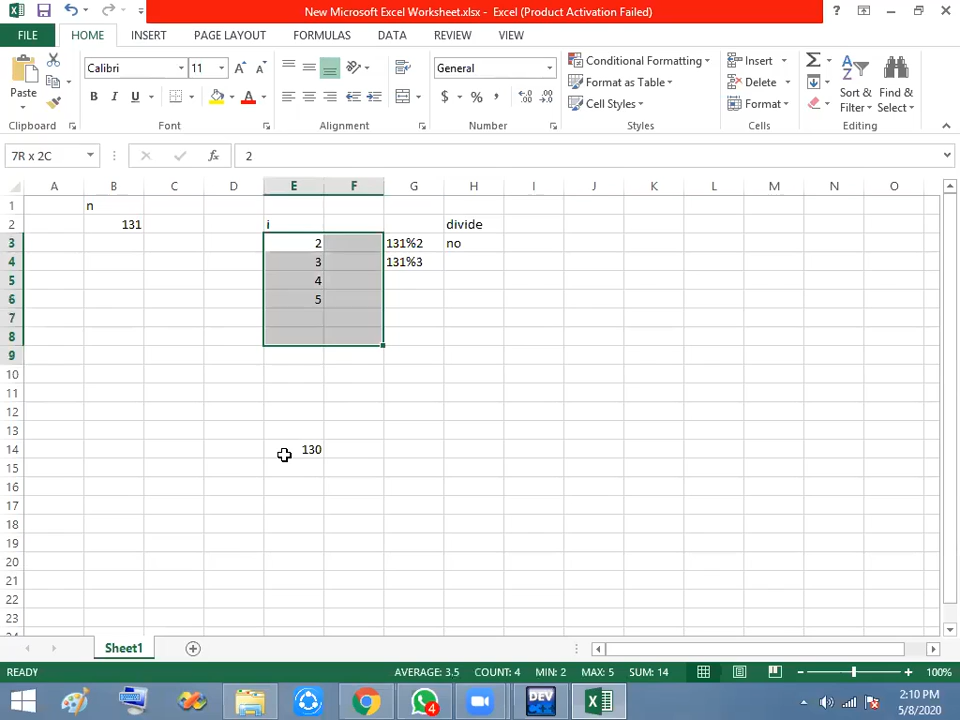 New Microsoft Excel Worksheet.xlsx - Excel (Product Activation Failed)
?
FILE HOME INSERT PAGE LAYOUT FORMULAS DATA REVIEW VIEW
Paste
Calibri 11
A A
B I U
A
General
$ % ,
Conditional Formatting
Format as Table
Cell Styles
Insert
Delete
Format
Sort & Filter
Find & Select
Clipboard Font Alignment Number Styles Cells Editing
7R x 2C fx 2
A B C D E F G H I J K L M N O
1 n
2 131 i divide
3 2 131%2 no
4 3 131%3
5 4
6 5
7
8
9
10
11
12
13
14 130
15
16
17
18
19
20
21
22
23
24
Sheet1
READY AVERAGE: 3.5 COUNT: 4 MIN: 2 MAX: 5 SUM: 14 100%
4
DEV
2:10 PM
5/8/2020